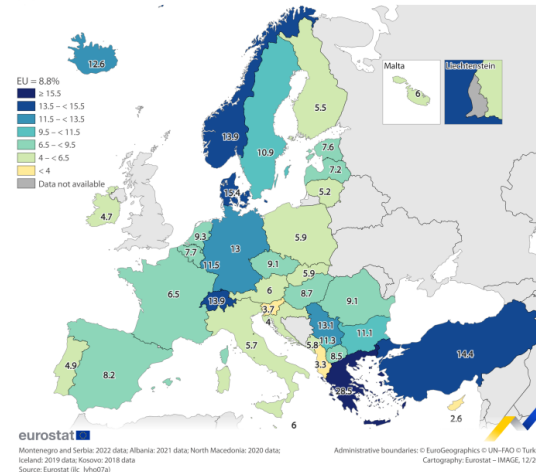 12.6
EU = 8.8%
≥ 15.5
13.5 – < 15.5
11.5 – < 13.5
9.5 – < 11.5
6.5 – < 9.5
4 – < 6.5
< 4
Data not available
Malta
6
Liechtenstein
5.5
13.9
10.9
7.6
7.2
5.2
15.4
4.7
9.3
7.7
13
5.9
11.5
9.1
5.9
6.5
13.9
6
8.7
9.1
3.7
4
13.1
11.3
11.1
5.7
5.8
8.5
3.3
4.9
8.2
28.5
14.4
2.6
6
eurostat
Montenegro and Serbia: 2022 data; Albania: 2021 data; North Macedonia: 2020 data;
Iceland: 2019 data; Kosovo: 2018 data
Source: Eurostat (ilc_lvho07a)
Administrative boundaries: © EuroGeographics © UN–FAO © Turk
Cartography: Eurostat – IMAGE, 12/2